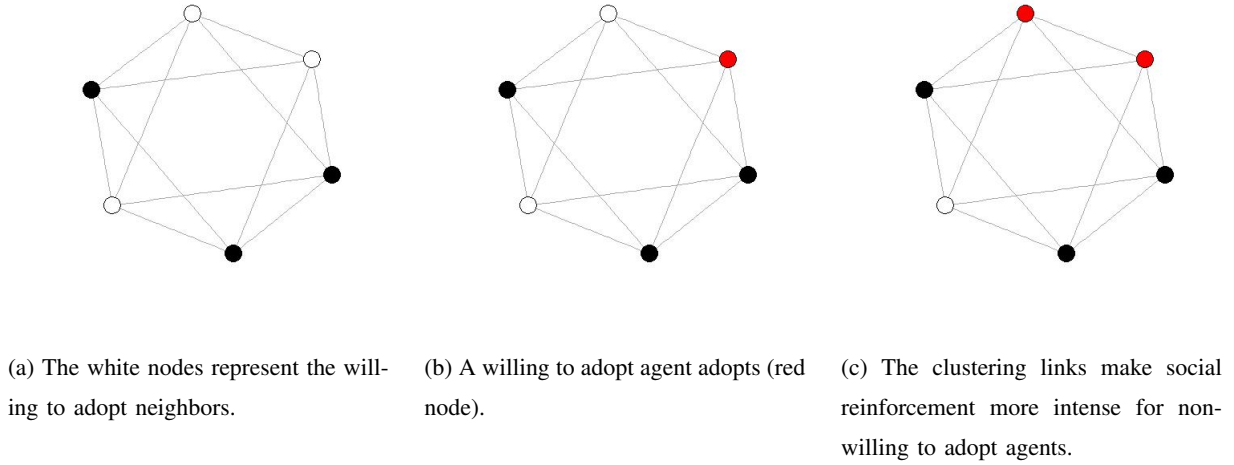 (a) The white nodes represent the will-
ing to adopt neighbors.
(b) A willing to adopt agent adopts (red
node).
(c) The clustering links make social
reinforcement more intense for non-
willing to adopt agents.